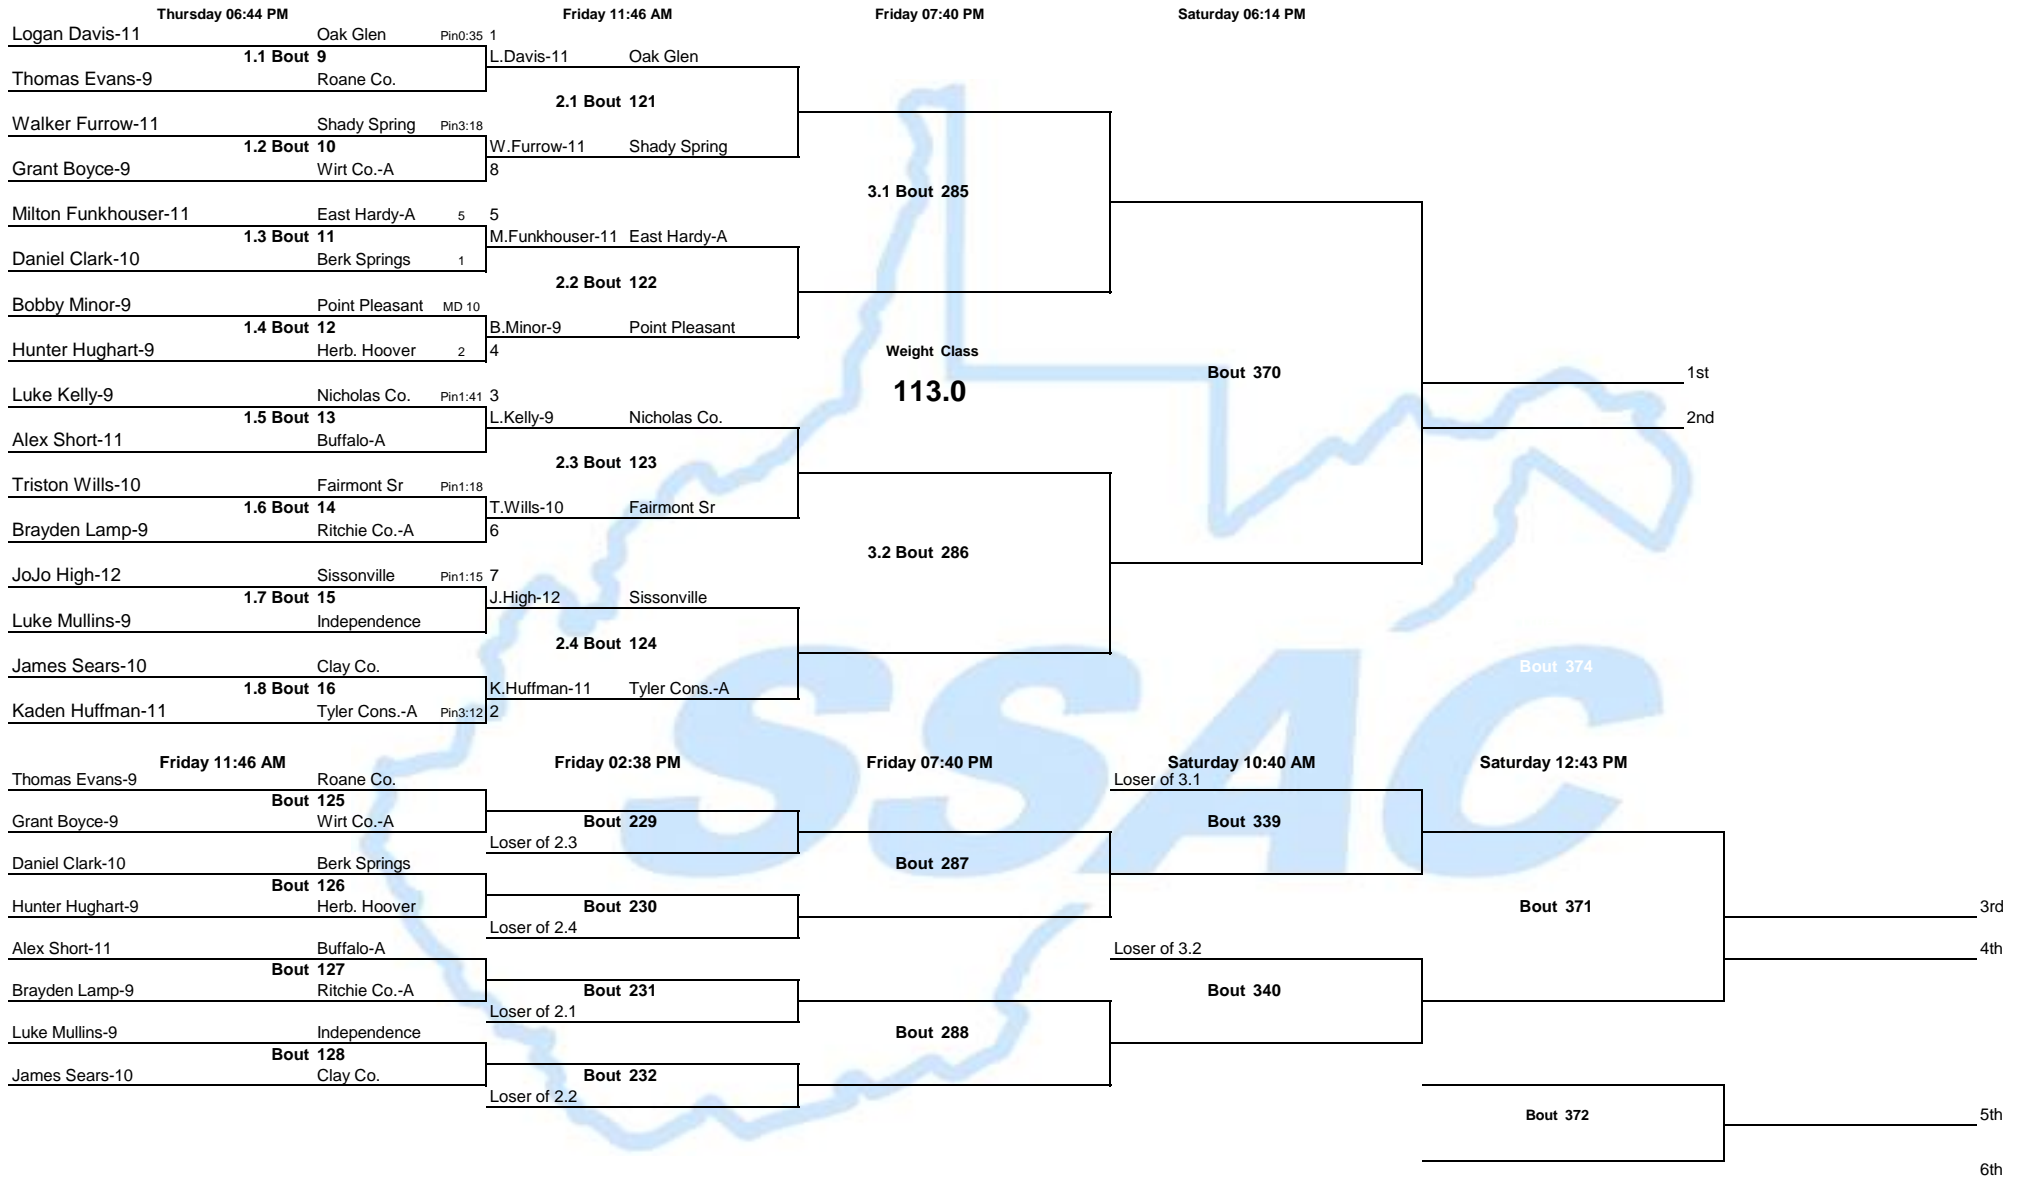 Thursday 06:44 PM Friday 11:46 AM Friday 07:40 PM Saturday 06:14 PM
Logan Davis-11 Oak Glen Pin0:35 1
1.1 Bout 9 L.Davis-11 Oak Glen
Thomas Evans-9 Roane Co.
2.1 Bout 121
Walker Furrow-11 Shady Spring Pin3:18
1.2 Bout 10 W.Furrow-11 Shady Spring
Grant Boyce-9 Wirt Co.-A 8
3.1 Bout 285
Milton Funkhouser-11 East Hardy-A 5 5
1.3 Bout 11 M.Funkhouser-11 East Hardy-A
Daniel Clark-10 Berk Springs 1
2.2 Bout 122
Bobby Minor-9 Point Pleasant MD 10
1.4 Bout 12 B.Minor-9 Point Pleasant
Hunter Hughart-9 Herb. Hoover 2 4
Weight Class
Bout 370 1st
113.0
Luke Kelly-9 Nicholas Co. Pin1:41 3
1.5 Bout 13 L.Kelly-9 Nicholas Co. 2nd
Alex Short-11 Buffalo-A
2.3 Bout 123
Triston Wills-10 Fairmont Sr Pin1:18
1.6 Bout 14 T.Wills-10 Fairmont Sr
Brayden Lamp-9 Ritchie Co.-A 6
3.2 Bout 286
JoJo High-12 Sissonville Pin1:15 7
1.7 Bout 15 J.High-12 Sissonville
Luke Mullins-9 Independence
2.4 Bout 124
James Sears-10 Clay Co. Bout 374
1.8 Bout 16 K.Huffman-11 Tyler Cons.-A
Kaden Huffman-11 Tyler Cons.-A Pin3:12 2
SSAC
Friday 11:46 AM Friday 02:38 PM Friday 07:40 PM Saturday 10:40 AM Saturday 12:43 PM
Thomas Evans-9 Roane Co. Loser of 3.1
Bout 125
Grant Boyce-9 Wirt Co.-A Bout 229 Bout 339
Loser of 2.3
Daniel Clark-10 Berk Springs Bout 287
Bout 126
Hunter Hughart-9 Herb. Hoover Bout 230 Bout 371 3rd
Loser of 2.4
Alex Short-11 Buffalo-A Loser of 3.2 4th
Bout 127
Brayden Lamp-9 Ritchie Co.-A Bout 231 Bout 340
Loser of 2.1
Luke Mullins-9 Independence Bout 288
Bout 128
James Sears-10 Clay Co. Bout 232
Loser of 2.2
Bout 372 5th
6th